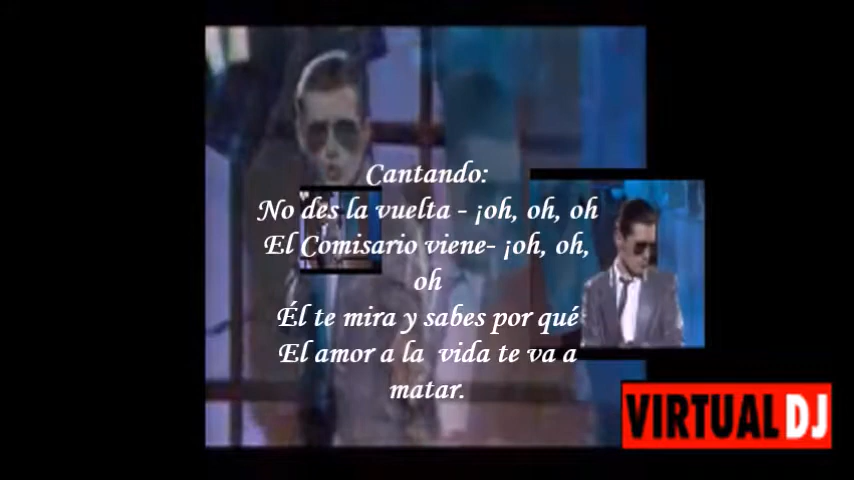 Cantando:
No des la vuelta - ¡oh, oh, oh
El Comisario viene- ¡oh, oh,
oh
Él te mira y sabes por qué
El amor a la vida te va a
matar.
VIRTUAL DJ